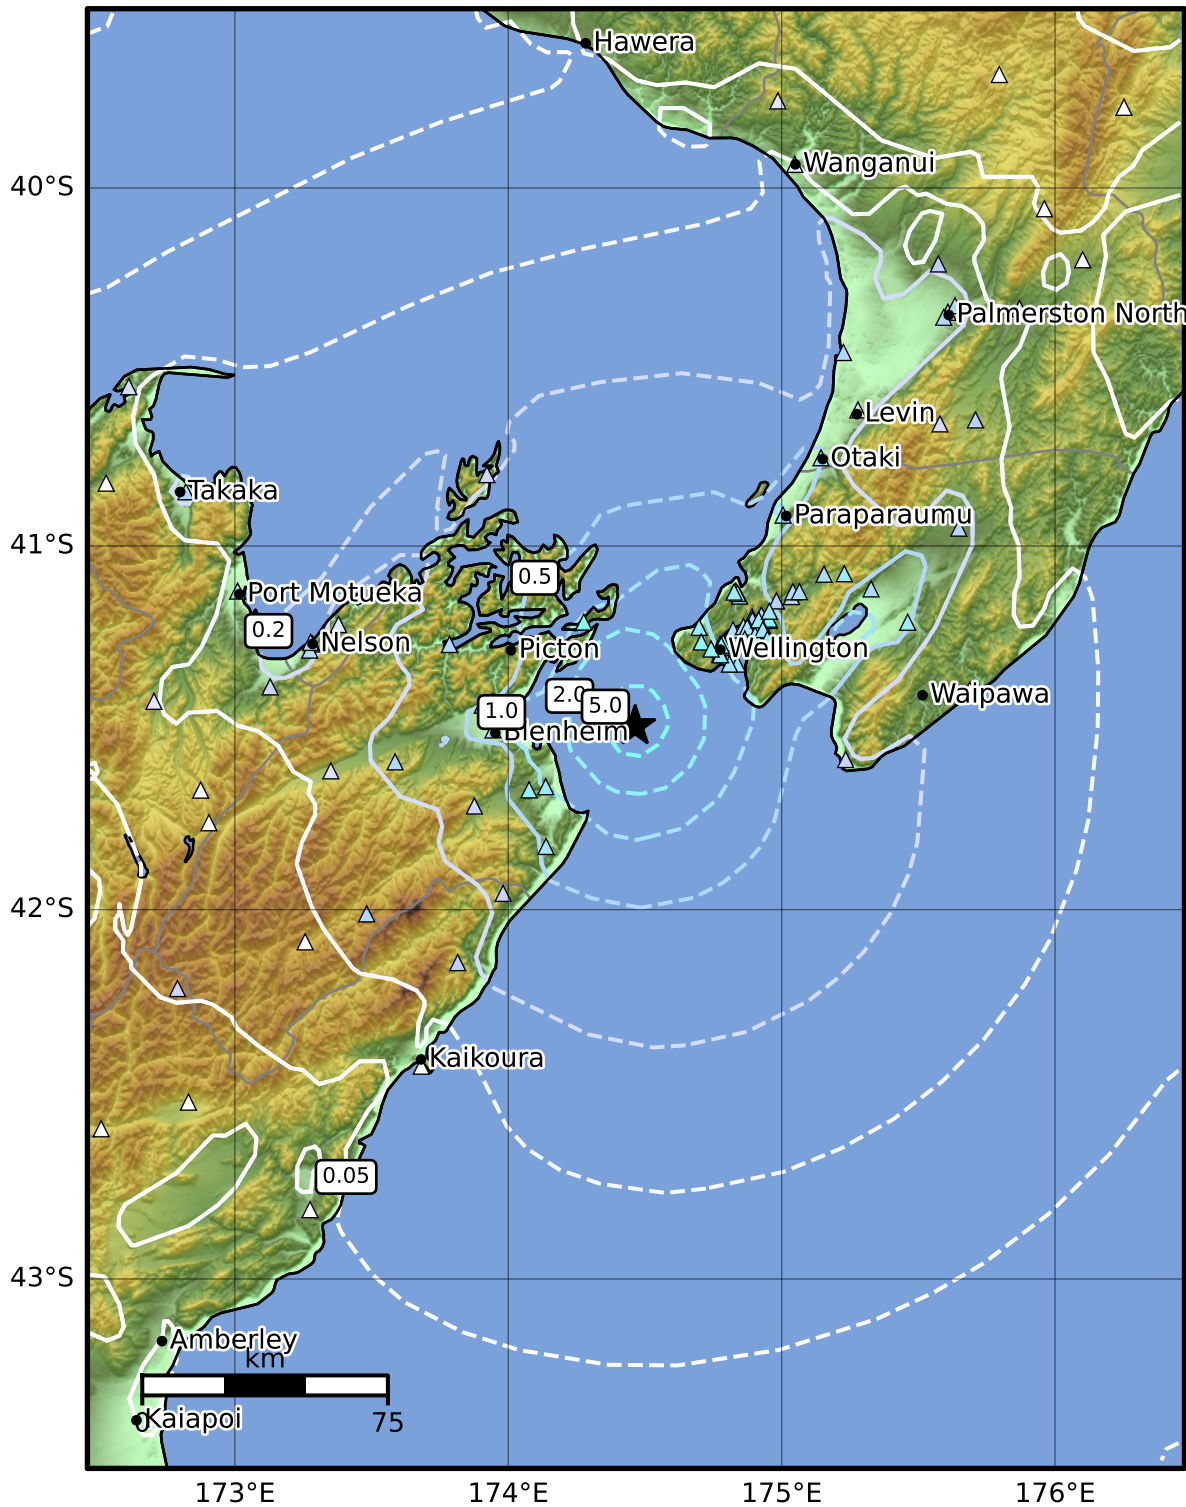 Hawera
Wanganui
40°S
Palmerston North
Levin
Otaki
Takaka
Paraparaumu
41°S
0.5
Port Motueka
0.2
Nelson
Picton
Wellington
Waipawa
2.0
5.0
1.0
Blenheim
42°S
Kaikoura
0.05
43°S
Amberley
km
0
75
Kaiapoi
173°E
174°E
175°E
176°E